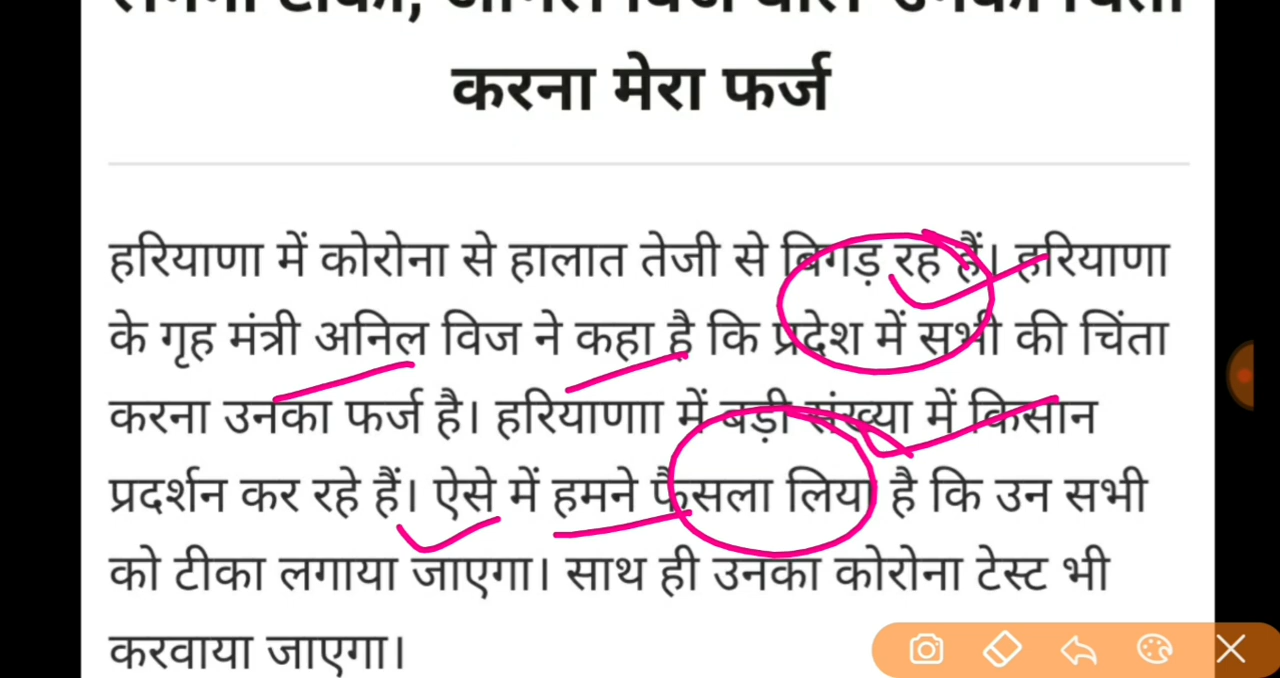 करना मेरा फर्ज
हरियाणा में कोरोना से हालात तेजी से बिगड़ रहे हैं। हरियाणा
के गृह मंत्री अनिल विज ने कहा है कि प्रदेश में सभी की चिंता
करना उनका फर्ज है। हरियाणाा में बड़ी संख्या में किसान
प्रदर्शन कर रहे हैं। ऐसे में हमने फैसला लिया है कि उन सभी
को टीका लगाया जाएगा। साथ ही उनका कोरोना टेस्ट भी
करवाया जाएगा।